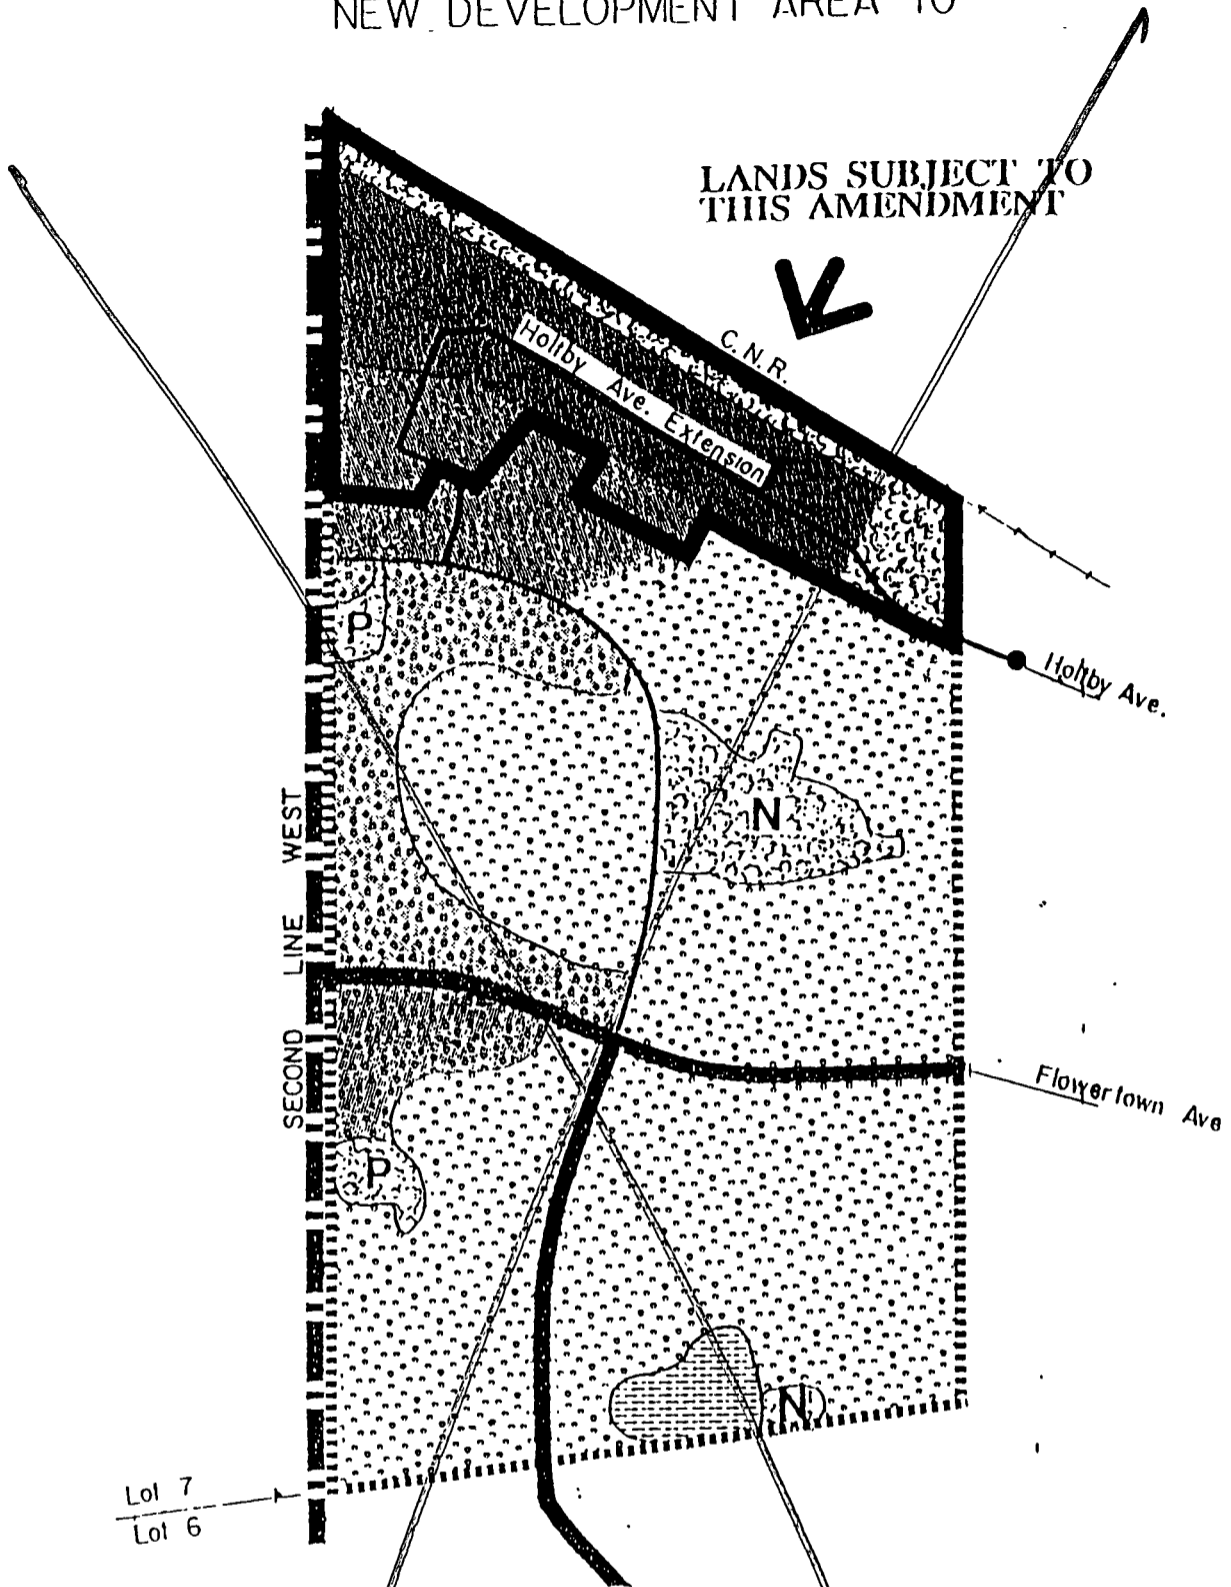 NEW DEVELOPMENT AREA 10
LANDS SUBJECT TO
THIS AMENDMENT
C.N.R.
Holtby Ave. Extension
P
Holtby Ave.
N
SECOND LINE WEST
Flowertown Ave
P
N
Lot 7
Lot 6